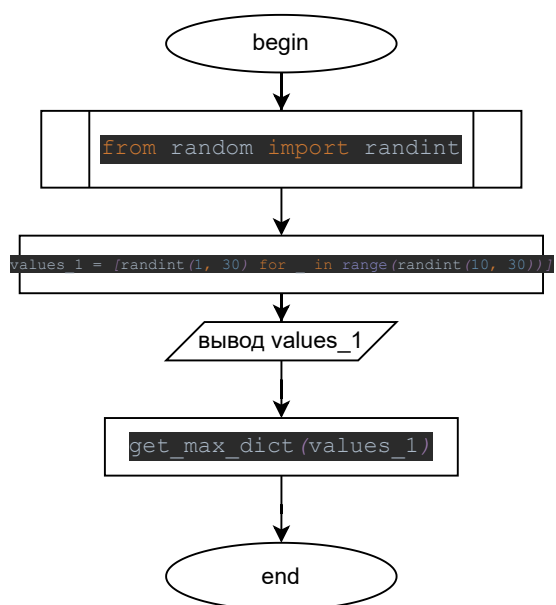 begin
from random import randint
values_1 = [randint(1, 30) for _ in range(randint(10, 30))]
вывод values_1
get_max_dict(values_1)
end